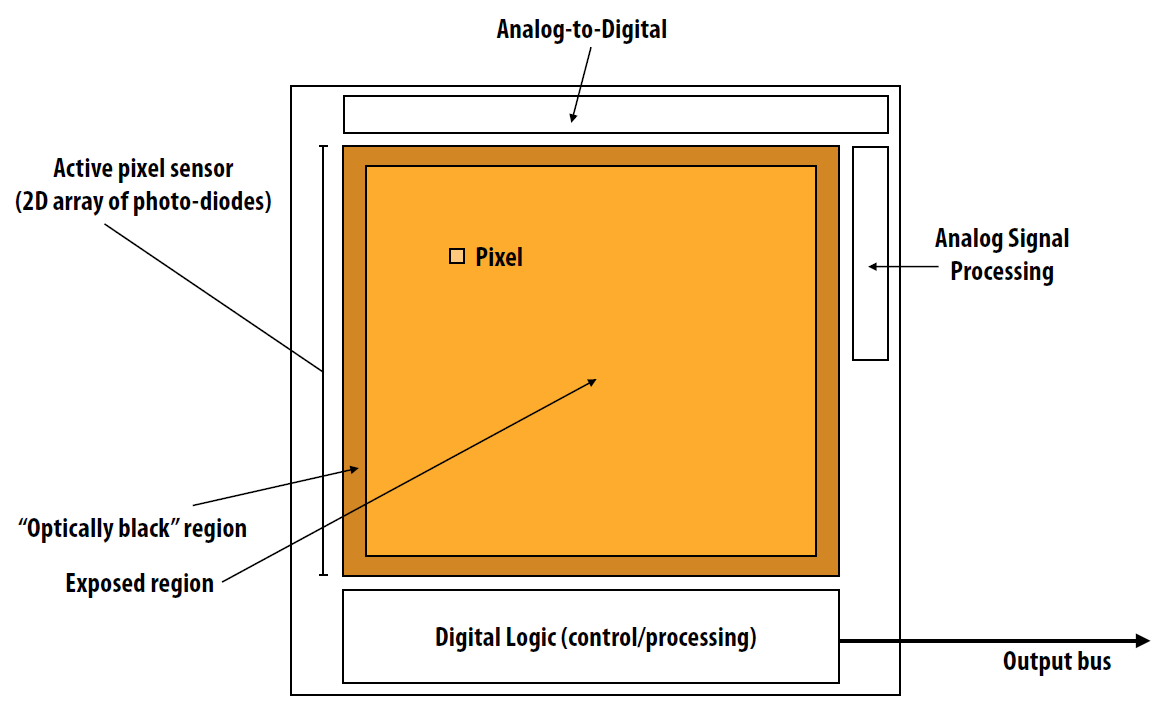 Analog-to-Digital
Active pixel sensor
(2D array of photo-diodes)
Pixel
Analog Signal
Processing
“Optically black” region
Exposed region
Digital Logic (control/processing)
Output bus